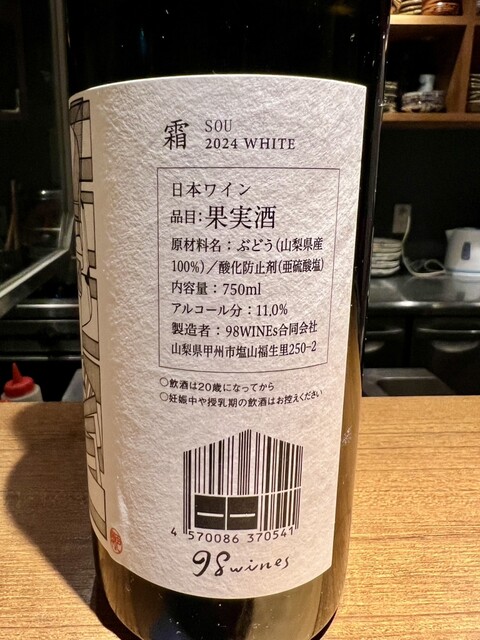 霜 SOU
2024 WHITE
日本ワイン
品目：果実酒
原材料名：ぶどう（山梨県産
100%）／酸化防止剤（亜硫酸塩）
内容量：750ml
アルコール分：11.0%
製造者：98WINEs合同会社
山梨県甲州市塩山福生里250-2
○飲酒は20歳になってから
○妊娠中や授乳期の飲酒はお控えください
4 570086 370541
98wines